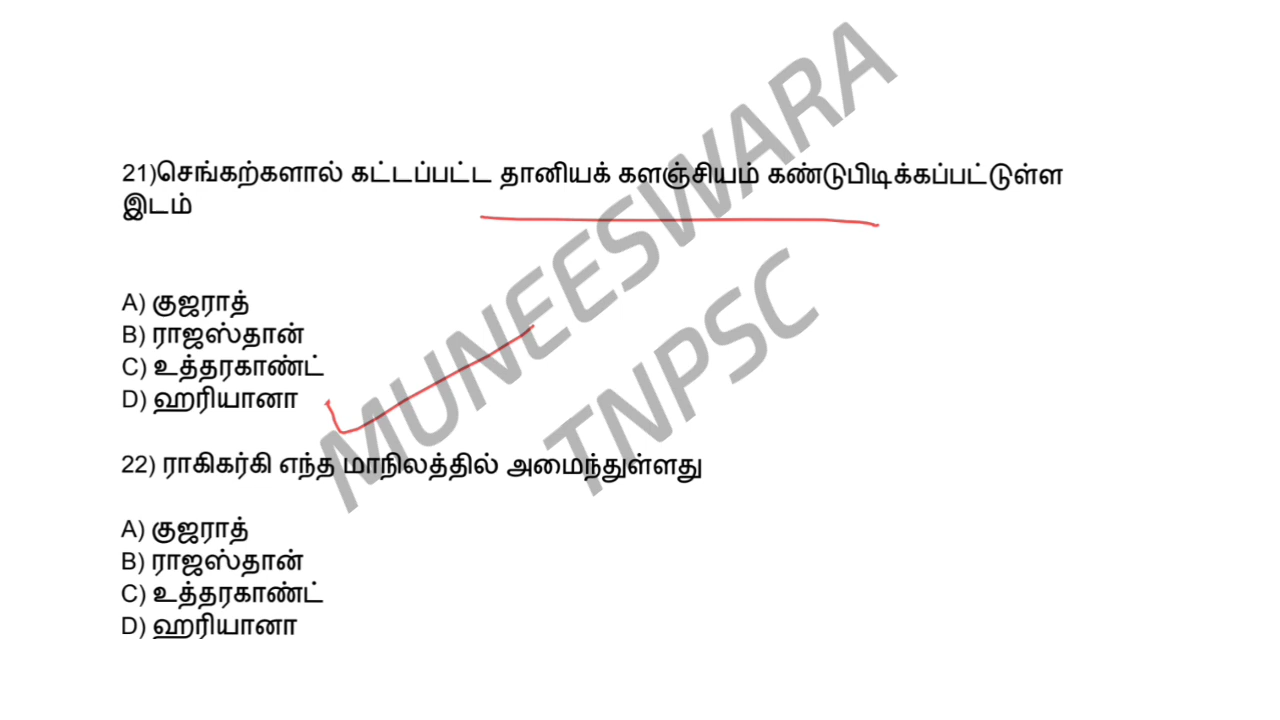 21)செங்கற்களால் கட்டப்பட்ட தானியக் களஞ்சியம் கண்டுபிடிக்கப்பட்டுள்ள
இடம்
A) குஜராத்
B) ராஜஸ்தான்
C) உத்தரகாண்ட்
D) ஹரியானா
22) ராகிகர்கி எந்த மாநிலத்தில் அமைந்துள்ளது
A) குஜராத்
B) ராஜஸ்தான்
C) உத்தரகாண்ட்
D) ஹரியானா
MUNEESWARA
TNPSC